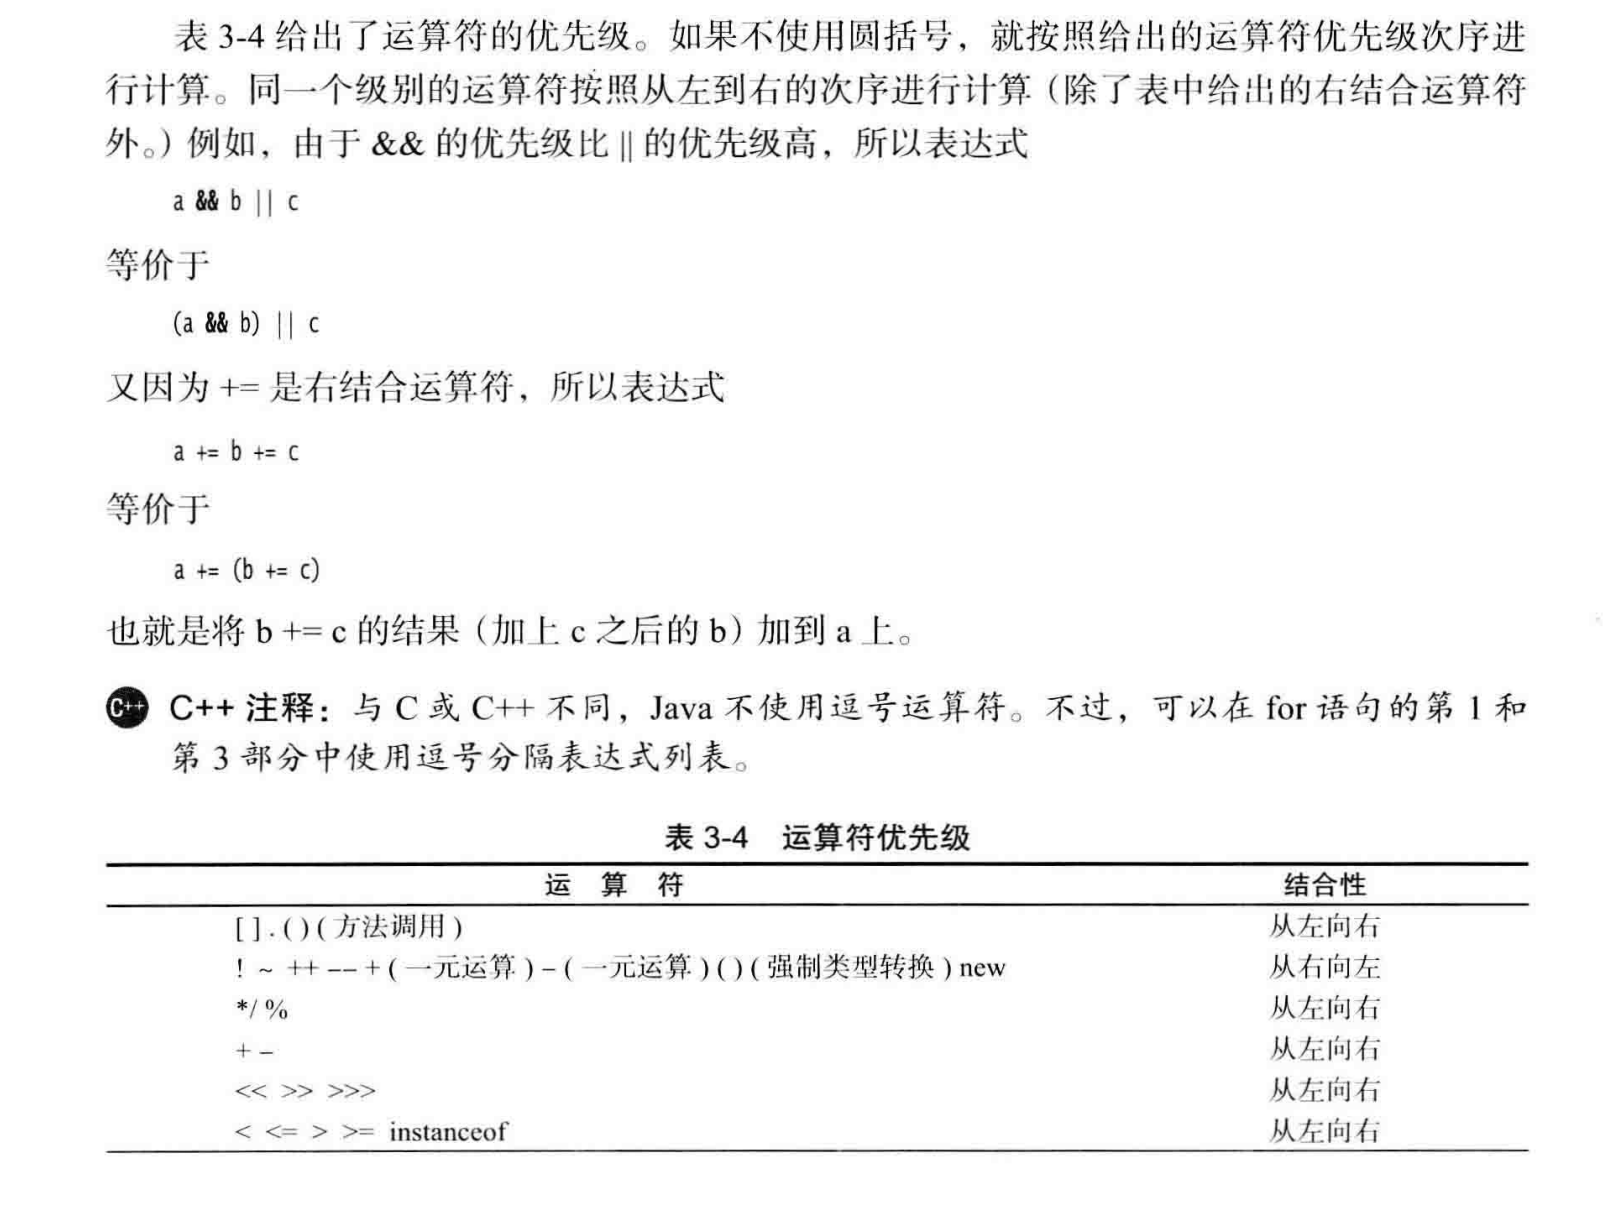 表 3-4 给出了运算符的优先级。如果不使用圆括号，就按照给出的运算符优先级次序进
行计算。同一个级别的运算符按照从左到右的次序进行计算（除了表中给出的右结合运算符
外。）例如，由于 && 的优先级比 || 的优先级高，所以表达式
a && b || c
等价于
(a && b) || c
又因为 += 是右结合运算符，所以表达式
a += b += c
等价于
a += (b += c)
也就是将 b += c 的结果（加上 c 之后的 b）加到 a 上。
C++ C++ 注释：与 C 或 C++ 不同，Java 不使用逗号运算符。不过，可以在 for 语句的第 1 和
第 3 部分中使用逗号分隔表达式列表。
表 3-4 运算符优先级
运 算 符 结合性
[ ] . ( ) ( 方法调用 ) 从左向右
! ~ ++ -- + ( 一元运算 ) – ( 一元运算 ) ( ) ( 强制类型转换 ) new 从右向左
* / % 从左向右
+ – 从左向右
<< >> >>> 从左向右
< <= > >= instanceof 从左向右